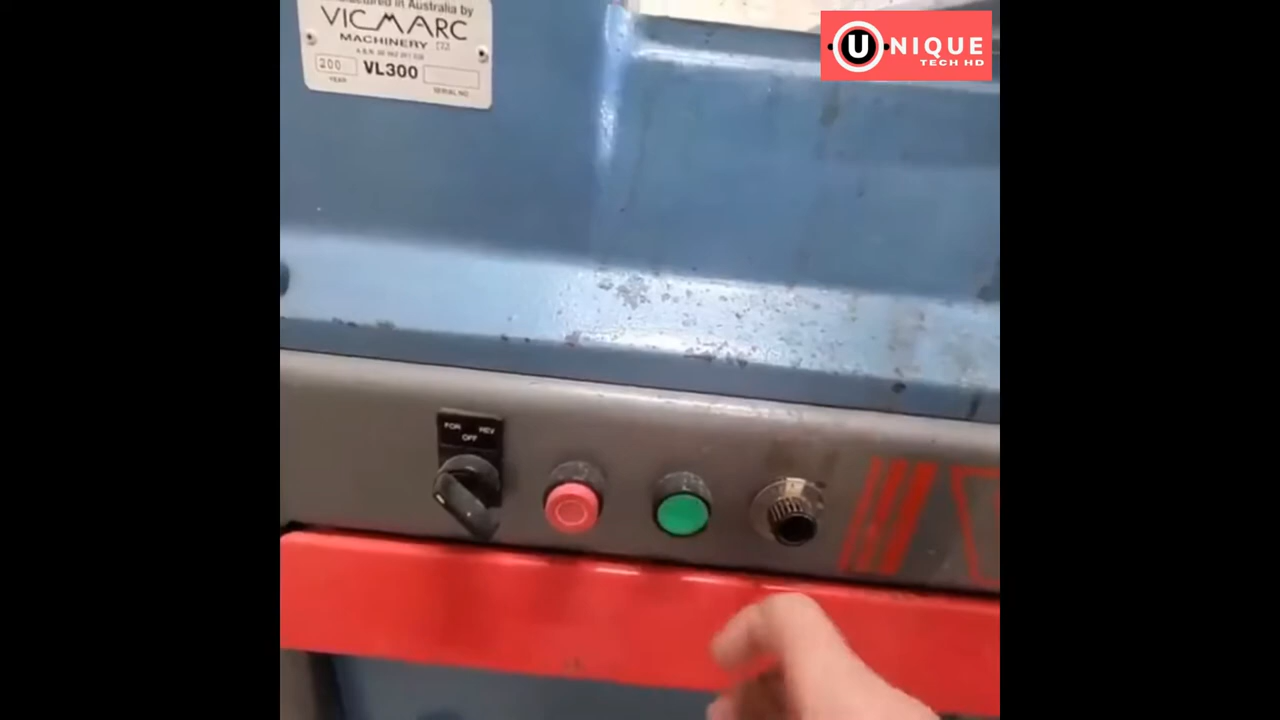 Manufactured in Australia by
VICMARC
MACHINERY
200
VL300
YEAR
SERIAL NO
FOR REV
OFF
UNIQUE
TECH HD